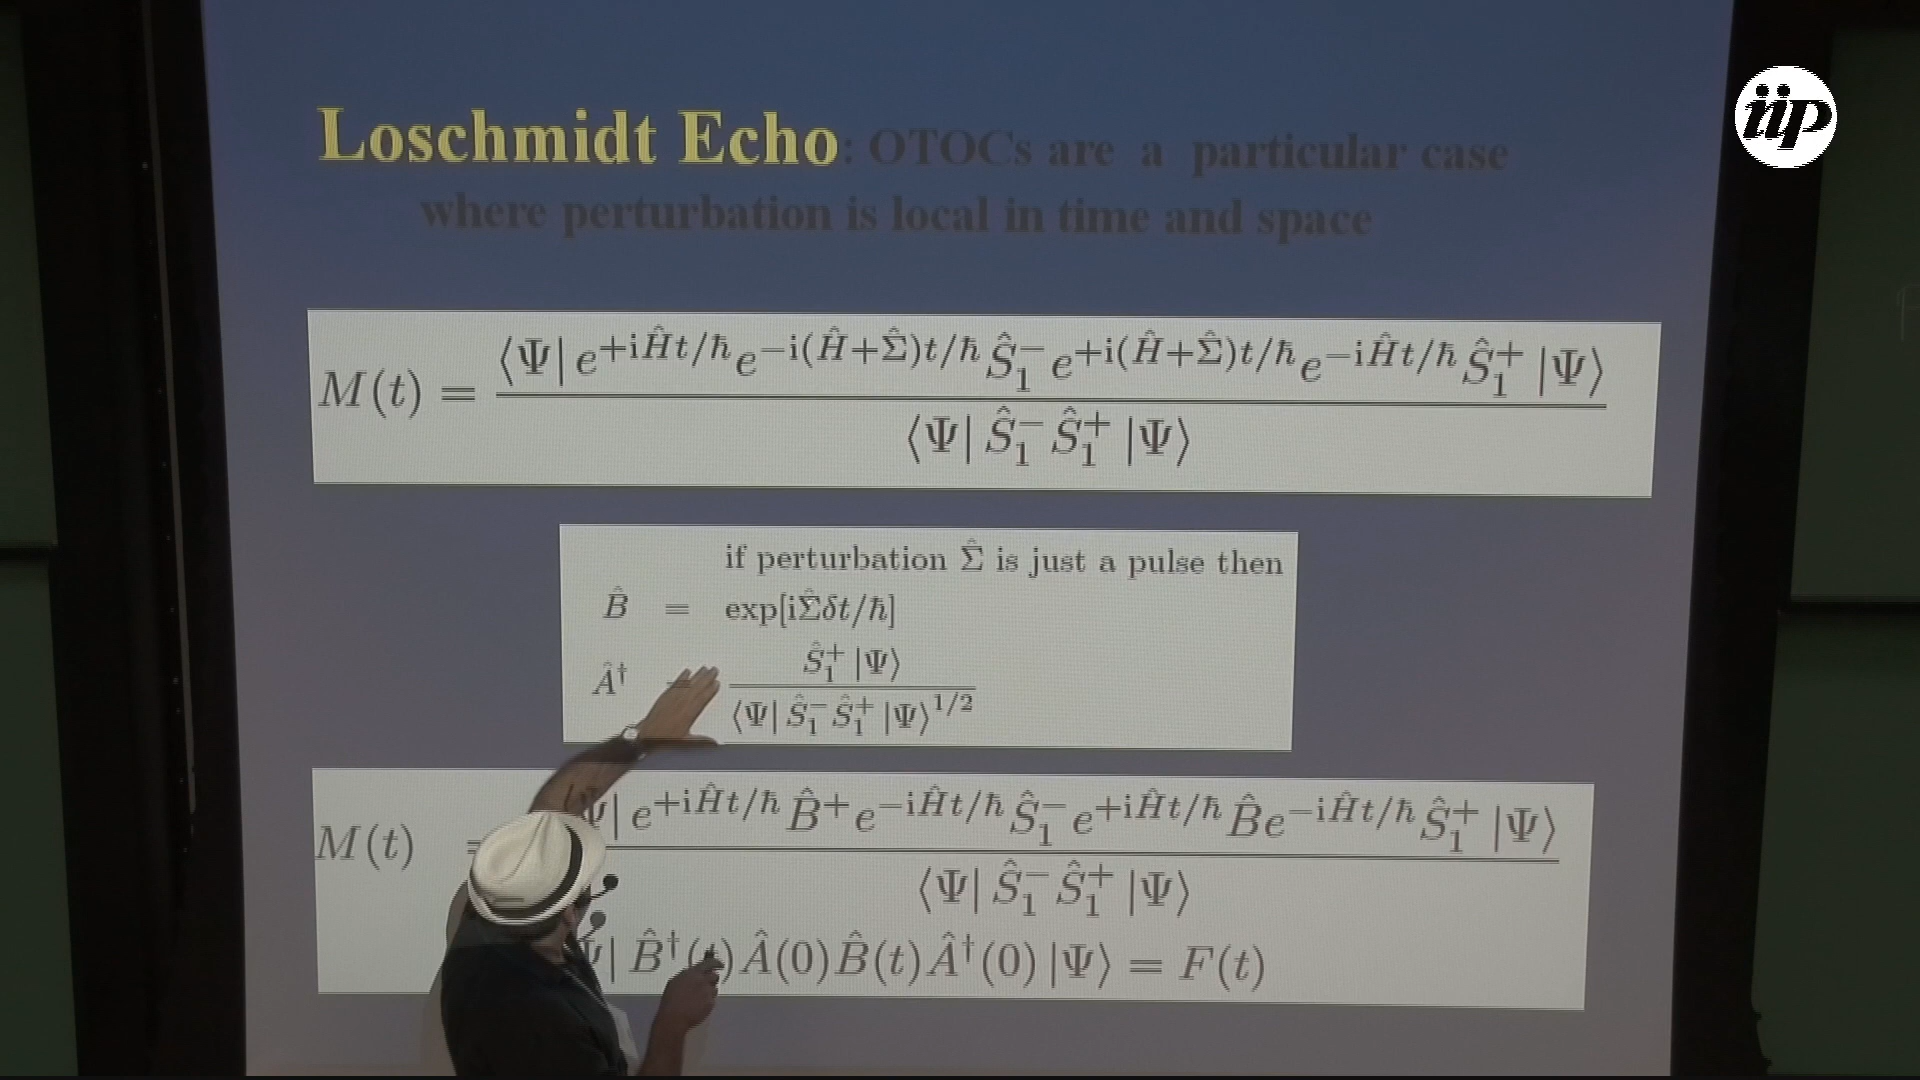 iip
Loschmidt Echo: OTOCs are a particular case
where perturbation is local in time and space
M(t) = ⟨Ψ| e^{+iĤt/ħ} e^{−i(Ĥ+Σ̂)t/ħ} Ŝ₁⁻ e^{+i(Ĥ+Σ̂)t/ħ} e^{−iĤt/ħ} Ŝ₁⁺ |Ψ⟩
⟨Ψ| Ŝ₁⁻ Ŝ₁⁺ |Ψ⟩
if perturbation Σ̂ is just a pulse then
B̂ = exp[iΣ̂δt/ħ]
Â† = Ŝ₁⁺ |Ψ⟩
⟨Ψ| Ŝ₁⁻ Ŝ₁⁺ |Ψ⟩^{1/2}
M(t) = Ψ| e^{+iĤt/ħ} B̂⁺ e^{−iĤt/ħ} Ŝ₁⁻ e^{+iĤt/ħ} B̂ e^{−iĤt/ħ} Ŝ₁⁺ |Ψ⟩
⟨Ψ| Ŝ₁⁻ Ŝ₁⁺ |Ψ⟩
Ψ| B̂†(t) Â(0) B̂(t) Â†(0) |Ψ⟩ = F(t)